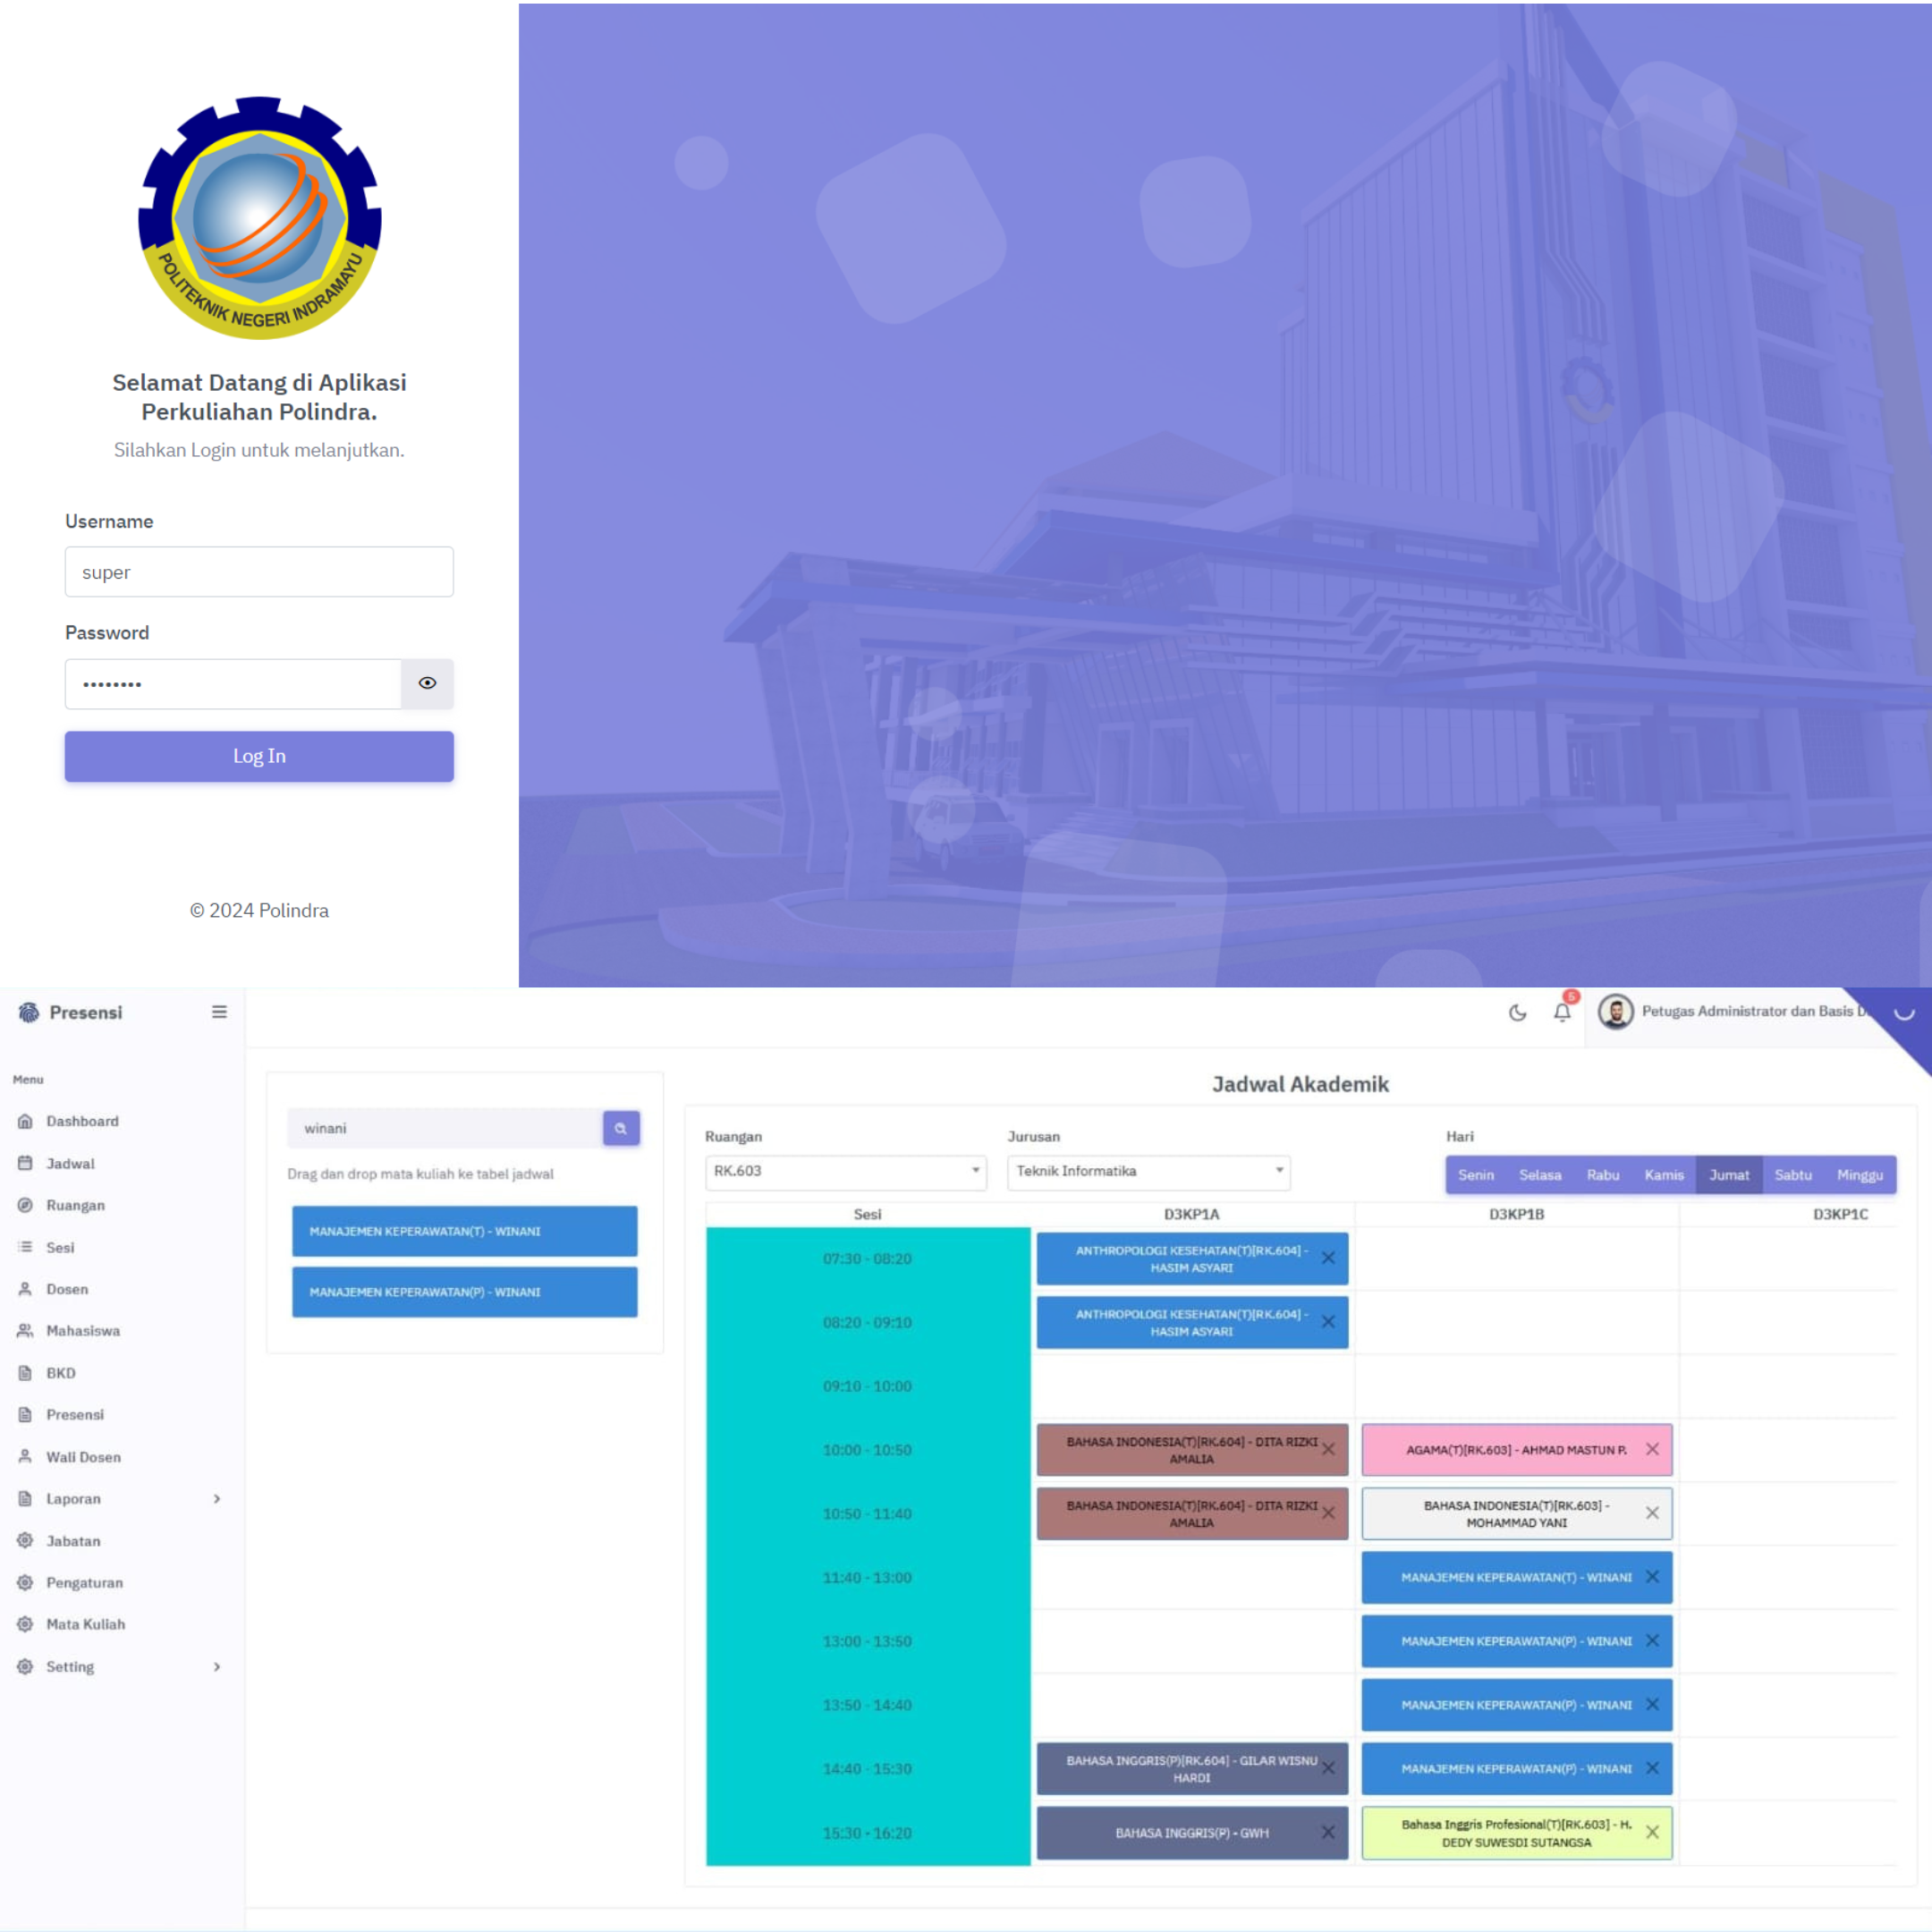 POLITEKNIK NEGERI INDRAMAYU
Selamat Datang di Aplikasi
Perkuliahan Polindra.
Silahkan Login untuk melanjutkan.
Username
super
Password
Log In
© 2024 Polindra
Presensi
5
Petugas Administrator dan Basis
Menu
Dashboard
Jadwal
Ruangan
Sesi
Dosen
Mahasiswa
BKD
Presensi
Wali Dosen
Laporan
Jabatan
Pengaturan
Mata Kuliah
Setting
winani
Drag dan drop mata kuliah ke tabel jadwal
MANAJEMEN KEPERAWATAN(T) - WINANI
MANAJEMEN KEPERAWATAN(P) - WINANI
Jadwal Akademik
Ruangan Jurusan Hari
RK.603 Teknik Informatika Senin Selasa Rabu Kamis Jumat Sabtu Minggu
Sesi D3KP1A D3KP1B D3KP1C
07:30 - 08:20
ANTHROPOLOGI KESEHATAN(T)[RK.604] -
HASIM ASYARI
08:20 - 09:10
ANTHROPOLOGI KESEHATAN(T)[RK.604] -
HASIM ASYARI
09:10 - 10:00
10:00 - 10:50
BAHASA INDONESIA(T)[RK.604] - DITA RIZKI
AMALIA
AGAMA(T)[RK.603] - AHMAD MASTUN P.
10:50 - 11:40
BAHASA INDONESIA(T)[RK.604] - DITA RIZKI
AMALIA
BAHASA INDONESIA(T)[RK.603] -
MOHAMMAD YANI
11:40 - 13:00
MANAJEMEN KEPERAWATAN(T) - WINANI
13:00 - 13:50
MANAJEMEN KEPERAWATAN(P) - WINANI
13:50 - 14:40
MANAJEMEN KEPERAWATAN(P) - WINANI
14:40 - 15:30
BAHASA INGGRIS(P)[RK.604] - GILAR WISNU
HARDI
MANAJEMEN KEPERAWATAN(P) - WINANI
15:30 - 16:20
BAHASA INGGRIS(P) - GWH
Bahasa Inggris Profesional(T)[RK.603] - H.
DEDY SUWESDI SUTANGSA